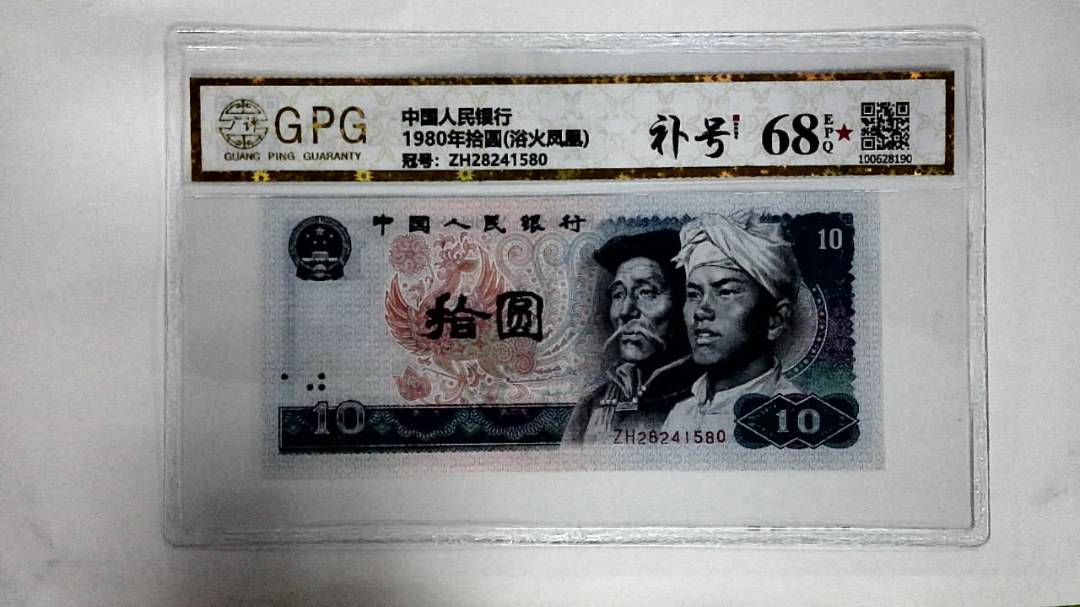 GPG
GUANG PING GUARANTY
中国人民银行
1980年拾圆(浴火凤凰)
冠号：ZH28241580
补号
68
EPQ
100628190
中国人民银行
10
拾圆
10
ZH28241580
10